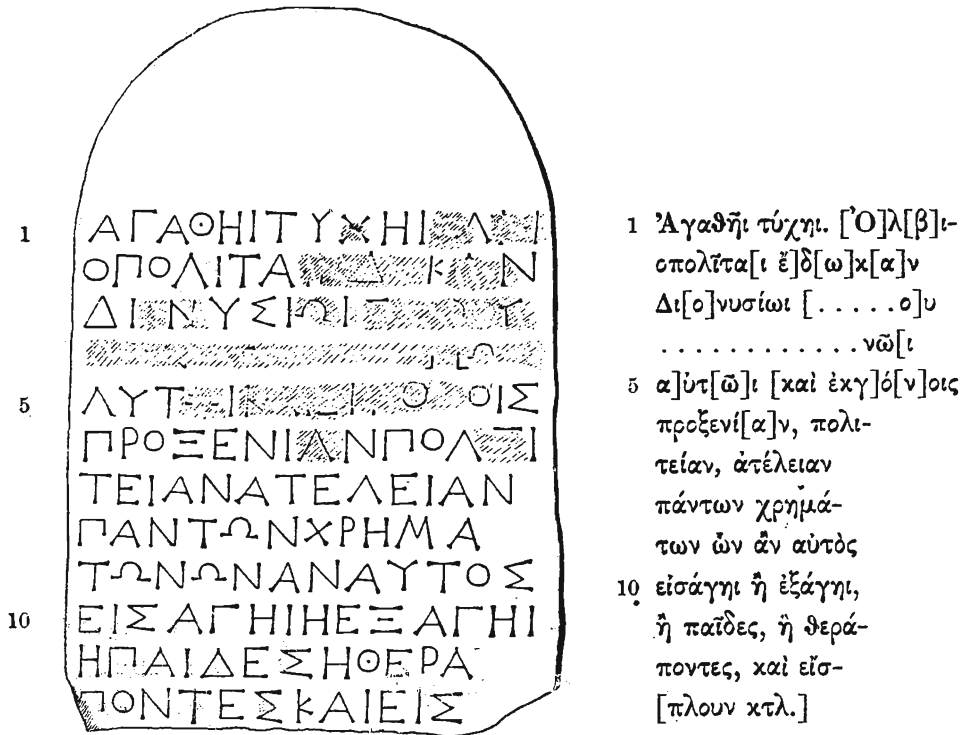 1 ΑΓΑΘΗΙΤΥΧΗΙ Λ Ι
ΟΠΟΛΙΤΑ Δ Κ Ν
ΔΙ ΝΥΣΙΩΙ Υ
Ω
5 ΛΥΤ Ι Ο ΟΙΣ
ΠΡΟΞΕΝΙΑΝΠΟΛΙ
ΤΕΙΑΝΑΤΕΛΕΙΑΝ
ΠΑΝΤΩΝΧΡΗΜΑ
ΤΩΝΩΝΑΝΑΥΤΟΣ
10 ΕΙΣΑΓΗΙΗΕΞΑΓΗΙ
ΗΠΑΙΔΕΣΗΘΕΡΑ
ΠΟΝΤΕΣΚΑΙΕΙΣ
1 Ἀγαϑῆι τύχηι. [Ὀ]λ[β]ι-
οπολῖτα[ι ἔ]δ[ω]κ[α]ν
Δι[ο]νυσίωι [. . . . . ο]υ
. . . . . . . . . . . . . νῶ[ι
5 α]ὐτ[ῶ]ι [καὶ ἐκγ]ό[ν]οις
προξενί[α]ν, πολι-
τείαν, ἀτέλειαν
πάντων χρημά-
των ὧν ἂν αὐτὸς
10 εἰσάγηι ἢ ἐξάγηι,
ἢ παῖδες, ἢ ϑερά-
ποντες, καὶ εἴσ-
[πλουν κτλ.]